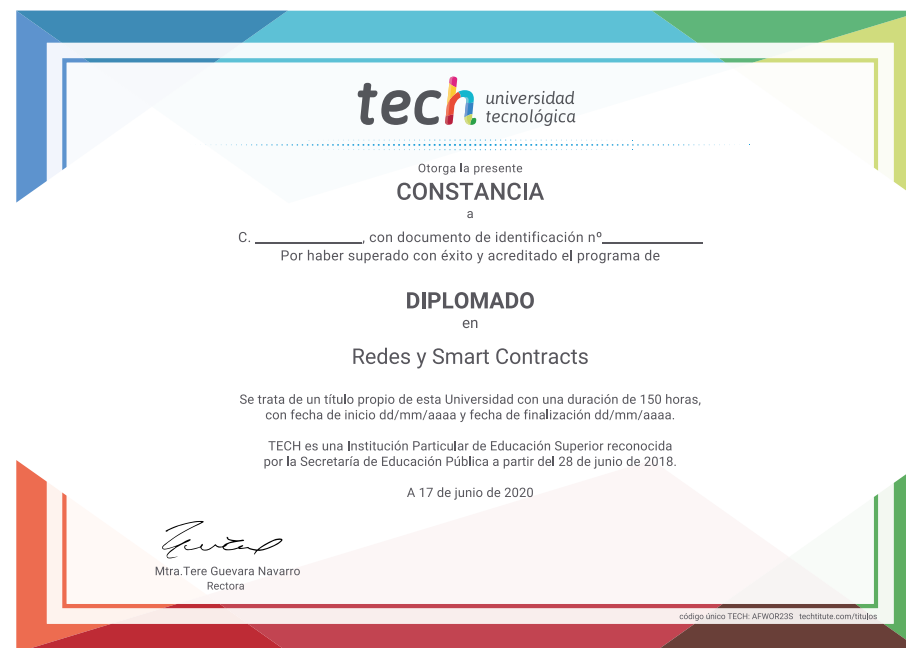 tech universidad
tecnológica
Otorga la presente
CONSTANCIA
a
C. ______________, con documento de identificación nº_____________
Por haber superado con éxito y acreditado el programa de
DIPLOMADO
en
Redes y Smart Contracts
Se trata de un título propio de esta Universidad con una duración de 150 horas,
con fecha de inicio dd/mm/aaaa y fecha de finalización dd/mm/aaaa.
TECH es una Institución Particular de Educación Superior reconocida
por la Secretaría de Educación Pública a partir del 28 de junio de 2018.
A 17 de junio de 2020
Mtra.Tere Guevara Navarro
Rectora
código único TECH: AFWOR23S techtitute.com/titulos